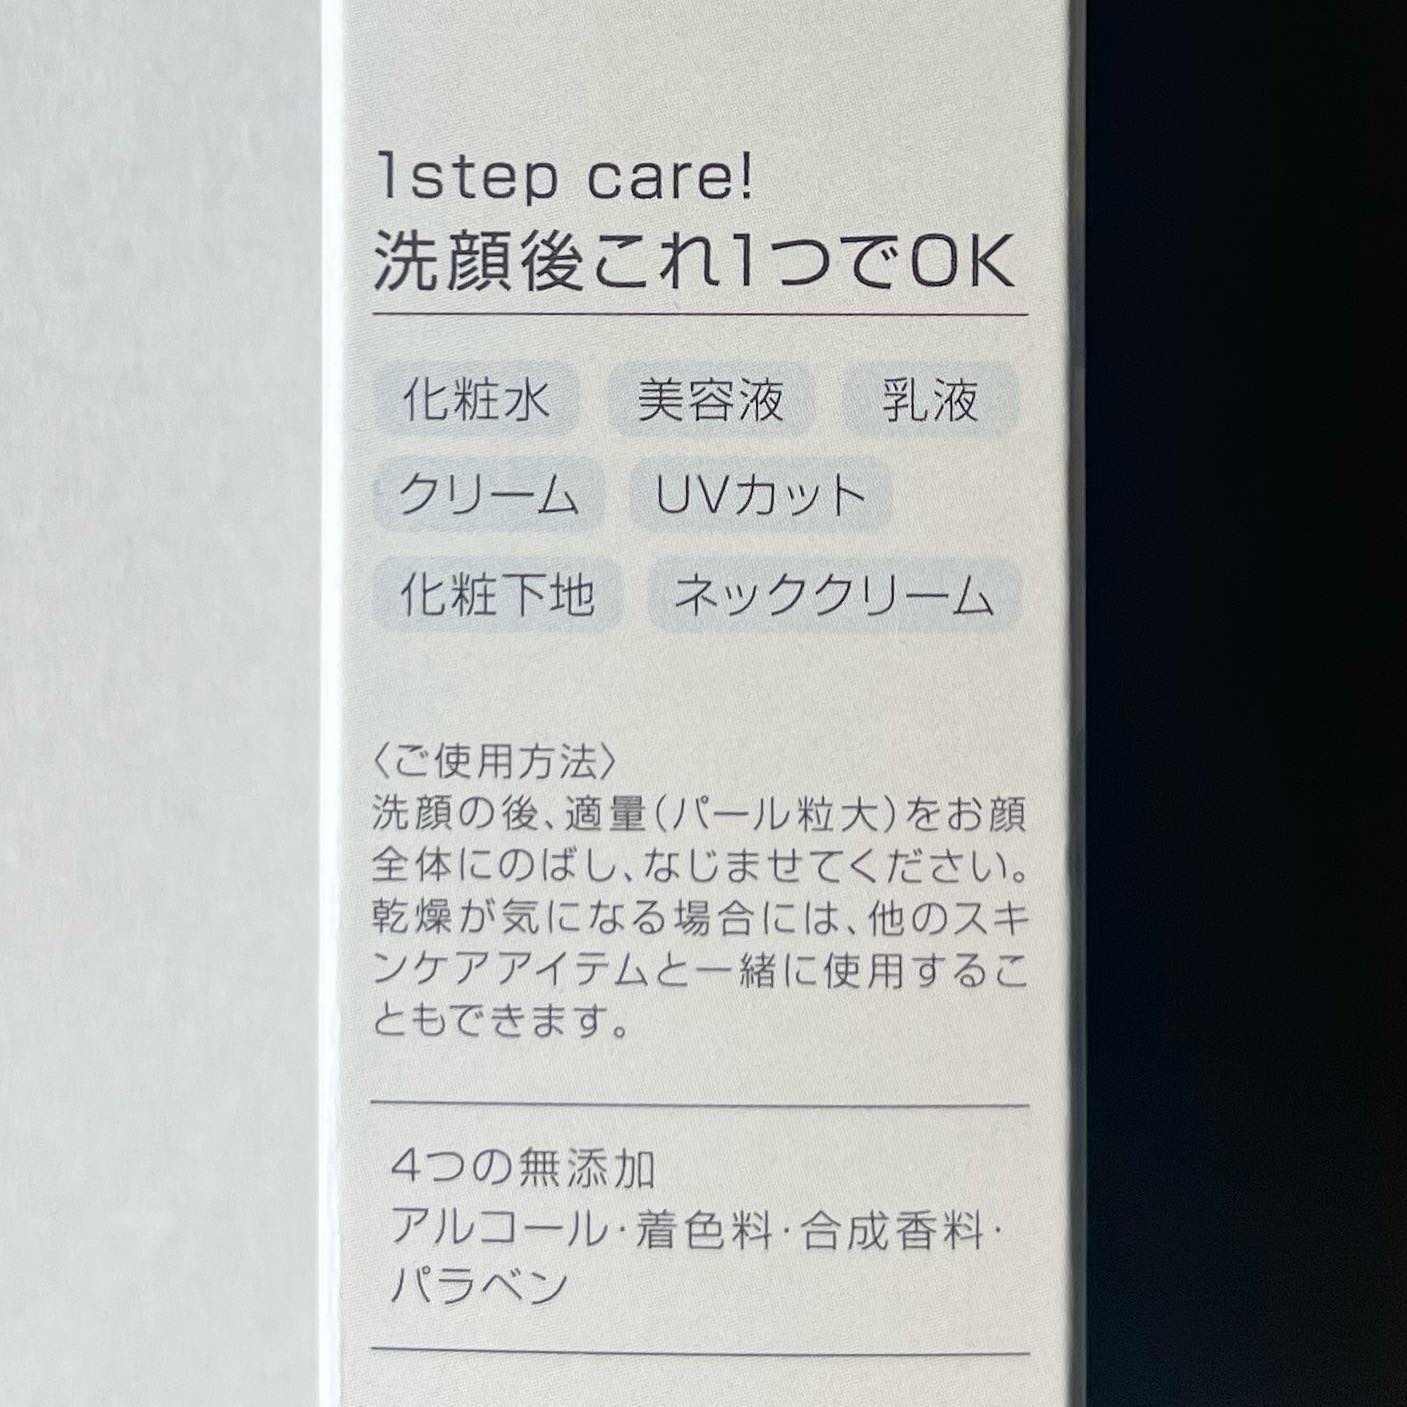 1step care!
洗顔後これ1つでOK
化粧水 美容液 乳液
クリーム UVカット
化粧下地 ネッククリーム
〈ご使用方法〉
洗顔の後、適量(パール粒大)をお顔
全体にのばし、なじませてください。
乾燥が気になる場合には、他のスキ
ンケアアイテムと一緒に使用するこ
ともできます。
4つの無添加
アルコール・着色料・合成香料・
パラベン